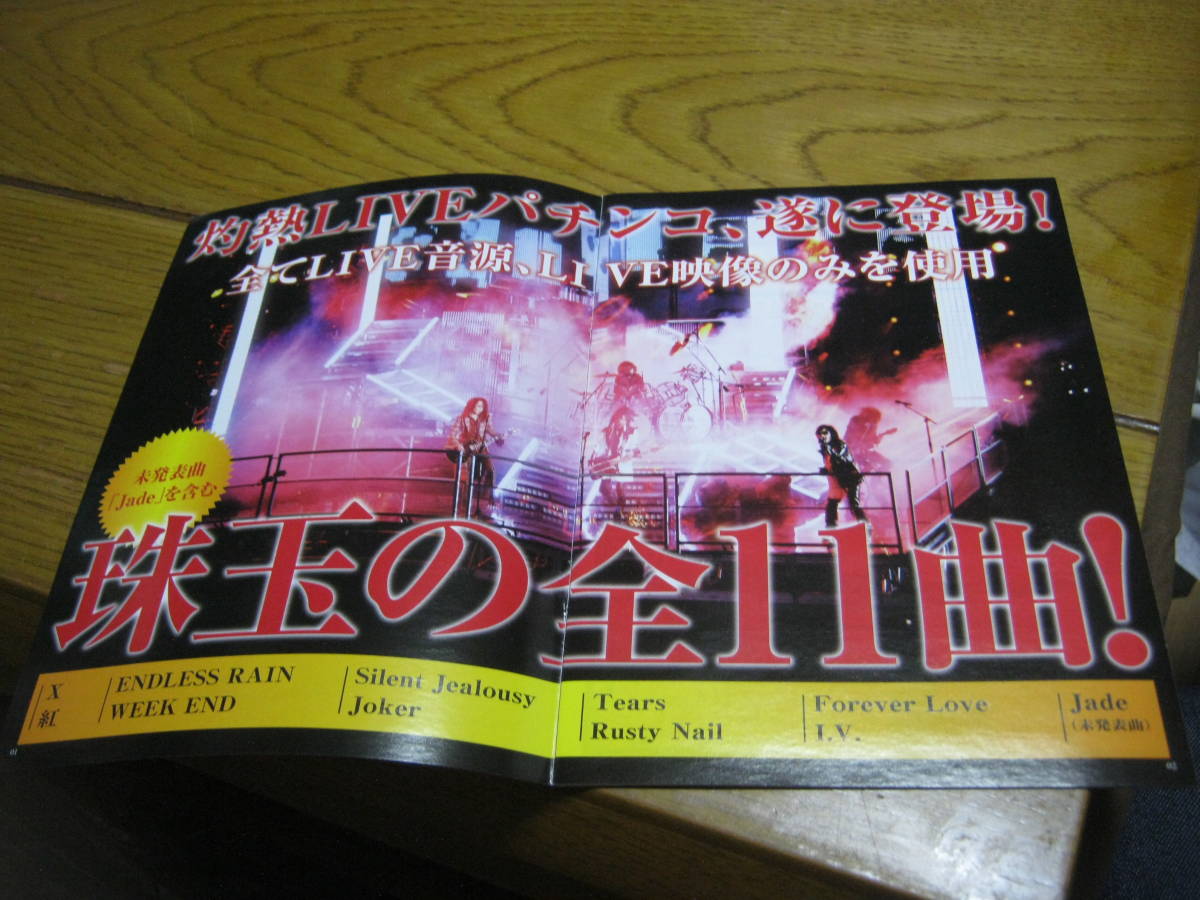 灼熱LIVEパチンコ、遂に登場!
全てLIVE音源、LIVE映像のみを使用
未発表曲
「Jade」を含む
珠玉の全11曲!
X
紅
ENDLESS RAIN
WEEK END
Silent Jealousy
Joker
Tears
Rusty Nail
Forever Love
I.V.
Jade
(未発表曲)